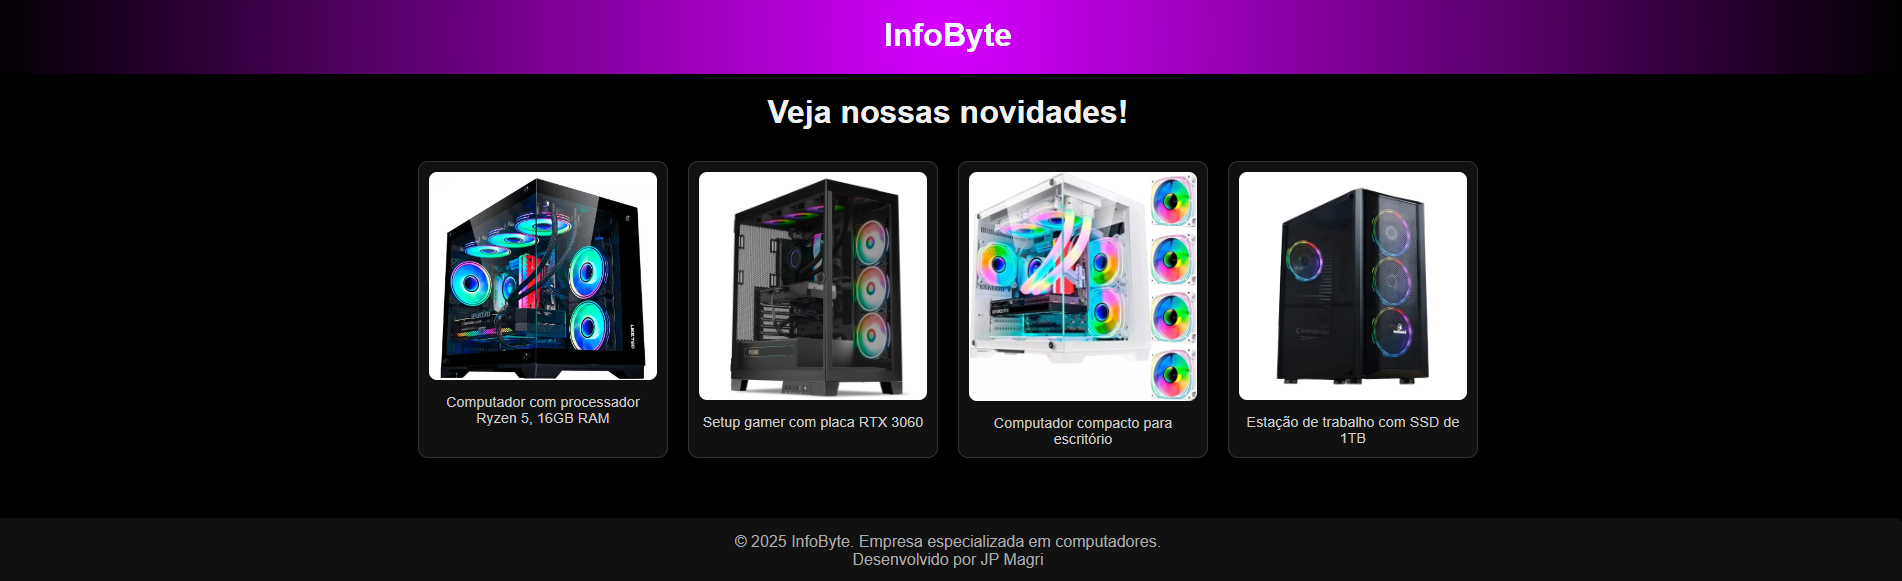 InfoByte
Veja nossas novidades!
Computador com processador
Ryzen 5, 16GB RAM
Setup gamer com placa RTX 3060
Computador compacto para
escritório
Estação de trabalho com SSD de
1TB
© 2025 InfoByte. Empresa especializada em computadores.
Desenvolvido por JP Magri